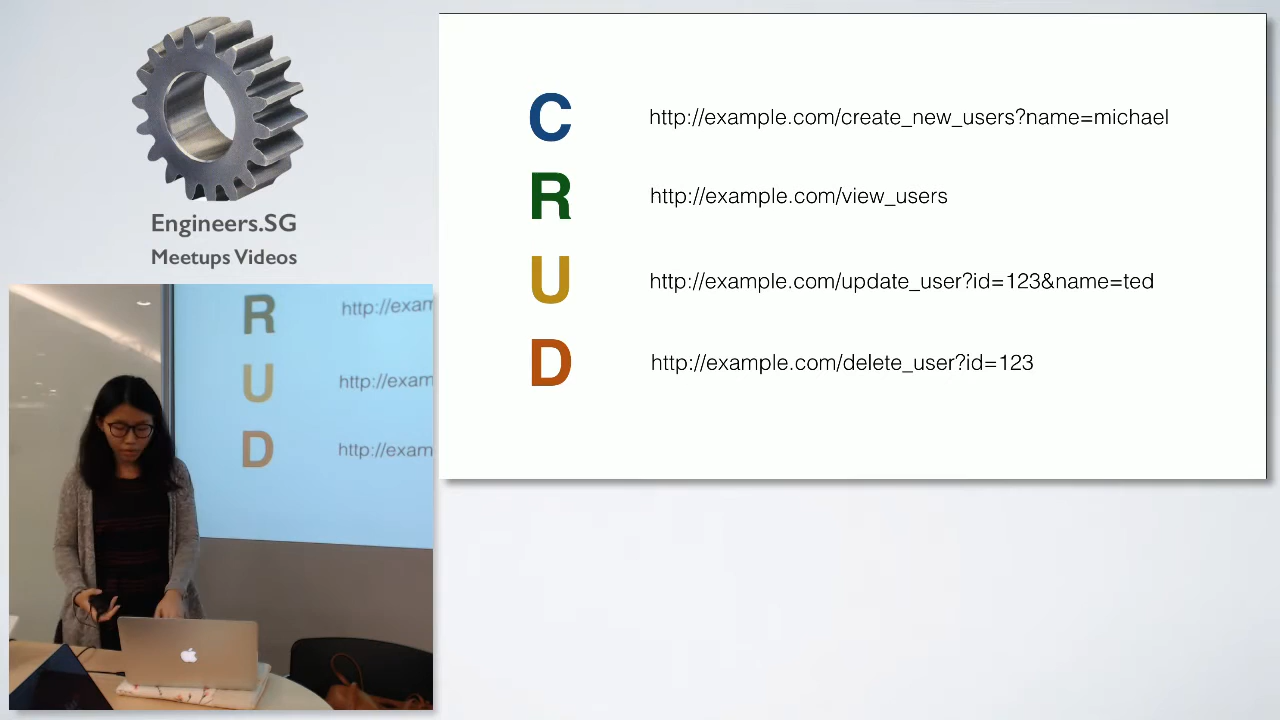 Engineers.SG
Meetups Videos
C http://example.com/create_new_users?name=michael
R http://example.com/view_users
U http://example.com/update_user?id=123&name=ted
D http://example.com/delete_user?id=123
R http://exam
U http://exam
D http://exam